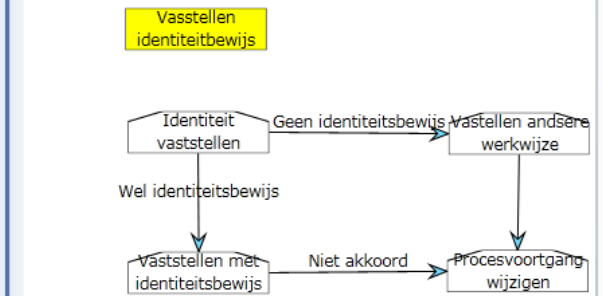 Vasstellen
identiteitbewijs
Identiteit
vaststellen
Geen identiteitsbewijs
Vastellen andsere
werkwijze
Wel identiteitsbewijs
Vaststellen met
identiteitsbewijs
Niet akkoord
Procesvoortgang
wijzigen